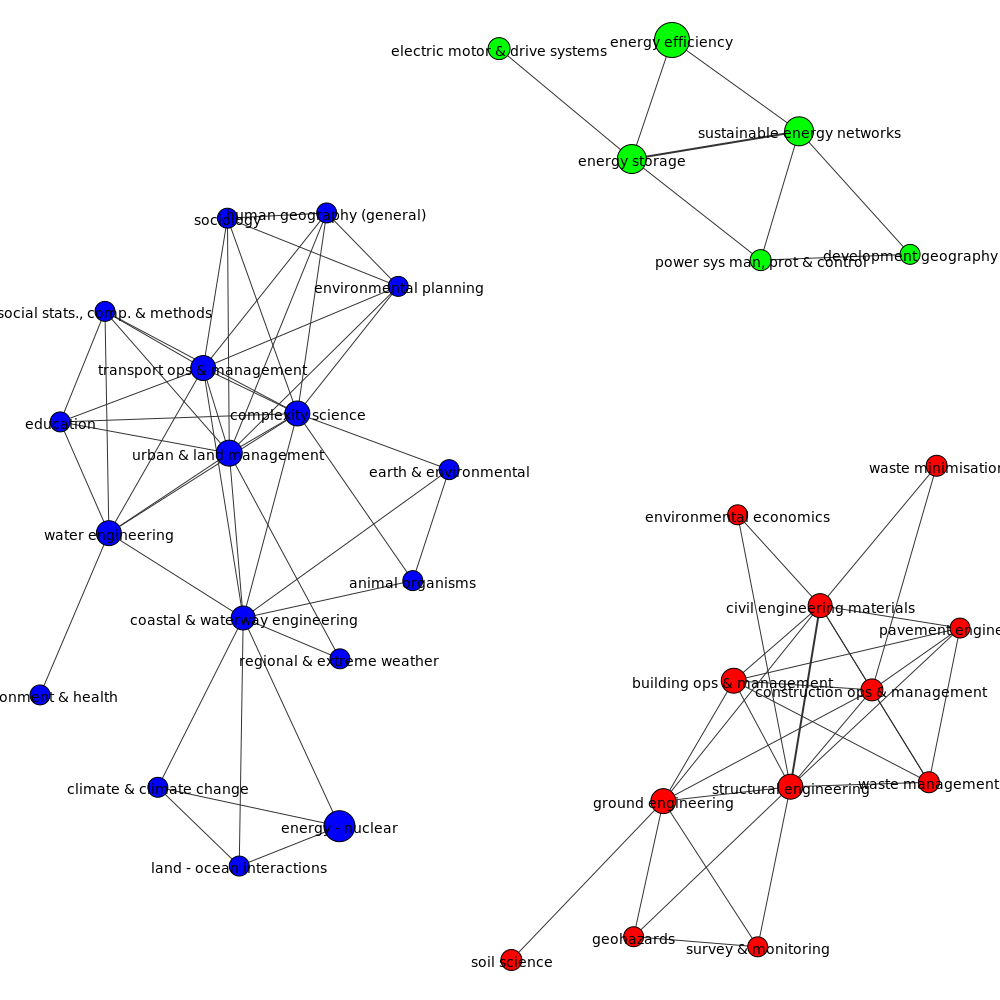 energy efficiency
electric motor & drive systems
sustainable energy networks
energy storage
human geography (general)
sociology
development geography
power sys man, prot & control
environmental planning
social stats., comp. & methods
transport ops & management
complexity science
education
urban & land management
waste minimisation
earth & environmental
environmental economics
water engineering
animal organisms
civil engineering materials
coastal & waterway engineering
pavement engine
regional & extreme weather
building ops & management
construction ops & management
onment & health
climate & climate change
structural engineering
waste management
ground engineering
energy - nuclear
land - ocean interactions
geohazards
survey & monitoring
soil science